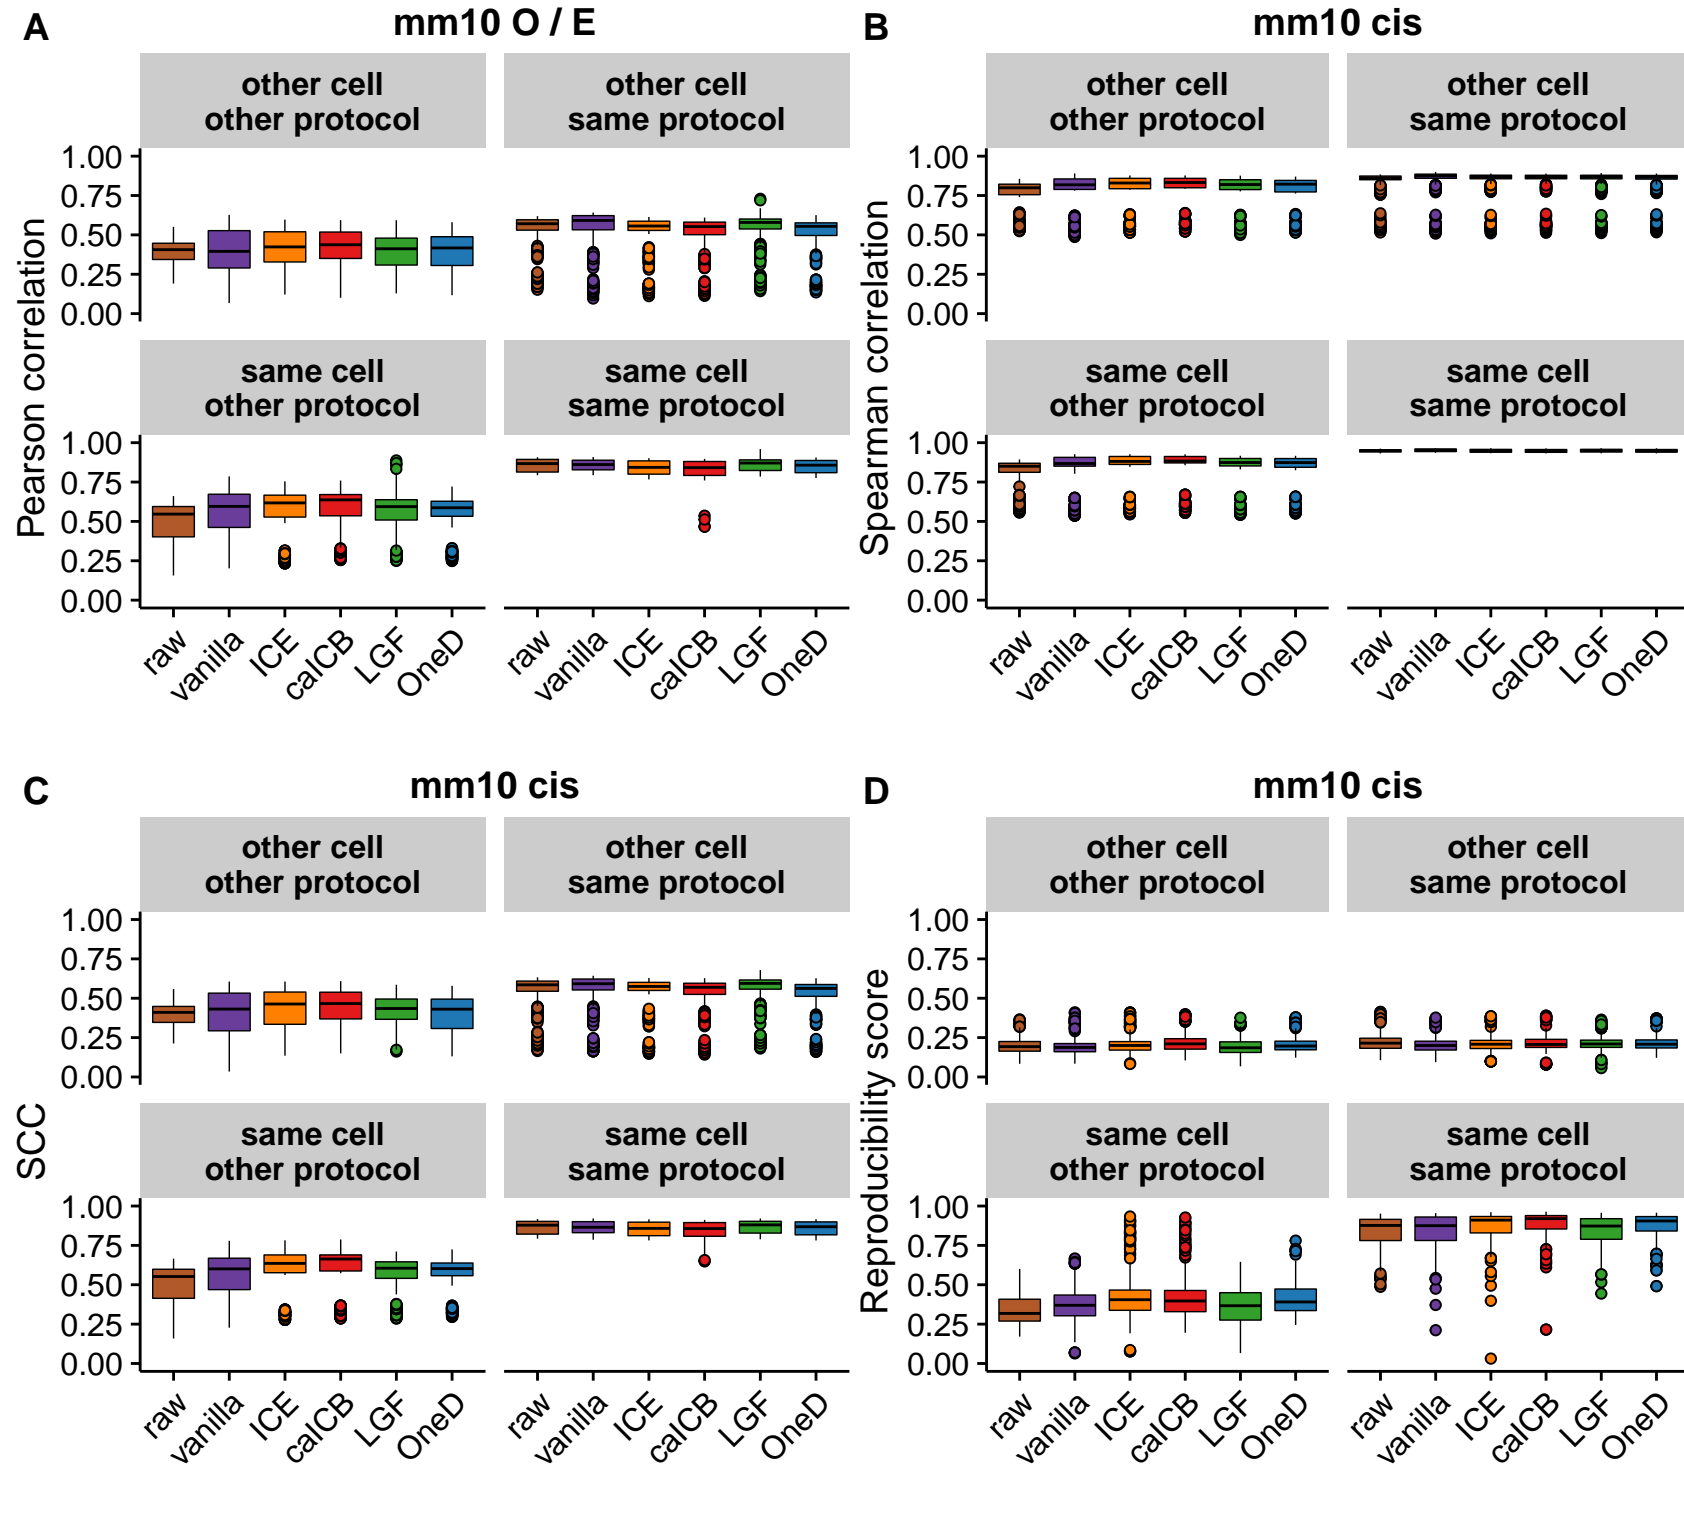 A
mm10 O / E
Pearson correlation
other cell
other protocol
other cell
same protocol
1.00
0.75
0.50
0.25
0.00
same cell
other protocol
same cell
same protocol
1.00
0.75
0.50
0.25
0.00
raw
vanilla
ICE
caICB
LGF
OneD
raw
vanilla
ICE
caICB
LGF
OneD
B
mm10 cis
Spearman correlation
other cell
other protocol
other cell
same protocol
1.00
0.75
0.50
0.25
0.00
same cell
other protocol
same cell
same protocol
1.00
0.75
0.50
0.25
0.00
raw
vanilla
ICE
caICB
LGF
OneD
raw
vanilla
ICE
caICB
LGF
OneD
C
mm10 cis
SCC
other cell
other protocol
other cell
same protocol
1.00
0.75
0.50
0.25
0.00
same cell
other protocol
same cell
same protocol
1.00
0.75
0.50
0.25
0.00
raw
vanilla
ICE
caICB
LGF
OneD
raw
vanilla
ICE
caICB
LGF
OneD
D
mm10 cis
Reproducibility score
other cell
other protocol
other cell
same protocol
1.00
0.75
0.50
0.25
0.00
same cell
other protocol
same cell
same protocol
1.00
0.75
0.50
0.25
0.00
raw
vanilla
ICE
caICB
LGF
OneD
raw
vanilla
ICE
caICB
LGF
OneD